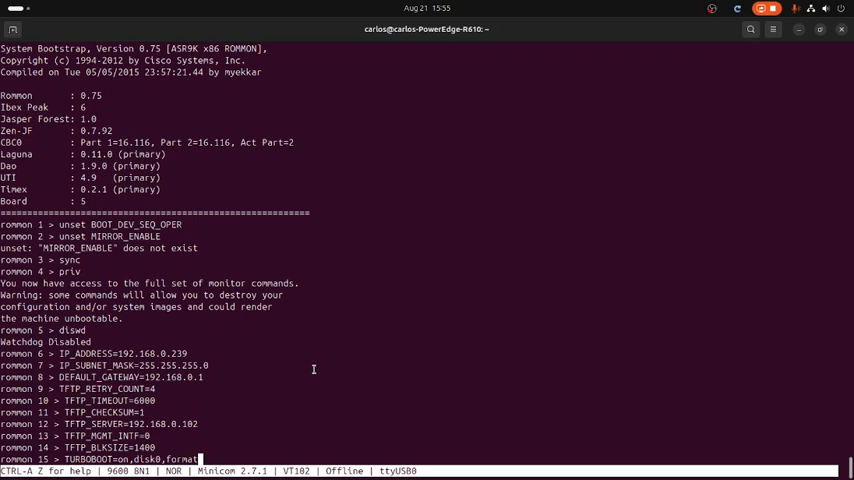 Aug 21 15:55
carlos@carlos-PowerEdge-R610: ~
System Bootstrap, Version 0.75 [ASR9K x86 ROMMON],
Copyright (c) 1994-2012 by Cisco Systems, Inc.
Compiled on Tue 05/05/2015 23:57:21.44 by myekkar
Rommon : 0.75
Ibex Peak : 6
Jasper Forest: 1.0
Zen-JF : 0.7.92
CBC0 : Part 1=16.116, Part 2=16.116, Act Part=2
Laguna : 0.11.0 (primary)
Dao : 1.9.0 (primary)
UTI : 4.9 (primary)
Timex : 0.2.1 (primary)
Board : 5
==========================================================
rommon 1 > unset BOOT_DEV_SEQ_OPER
rommon 2 > unset MIRROR_ENABLE
unset: "MIRROR_ENABLE" does not exist
rommon 3 > sync
rommon 4 > priv
You now have access to the full set of monitor commands.
Warning: some commands will allow you to destroy your
configuration and/or system images and could render
the machine unbootable.
rommon 5 > diswd
Watchdog Disabled
rommon 6 > IP_ADDRESS=192.168.0.239
rommon 7 > IP_SUBNET_MASK=255.255.255.0
rommon 8 > DEFAULT_GATEWAY=192.168.0.1
rommon 9 > TFTP_RETRY_COUNT=4
rommon 10 > TFTP_TIMEOUT=6000
rommon 11 > TFTP_CHECKSUM=1
rommon 12 > TFTP_SERVER=192.168.0.102
rommon 13 > TFTP_MGMT_INTF=0
rommon 14 > TFTP_BLKSIZE=1400
rommon 15 > TURBOBOOT=on,disk0,format
CTRL-A Z for help | 9600 8N1 | NOR | Minicom 2.7.1 | VT102 | Offline | ttyUSB0